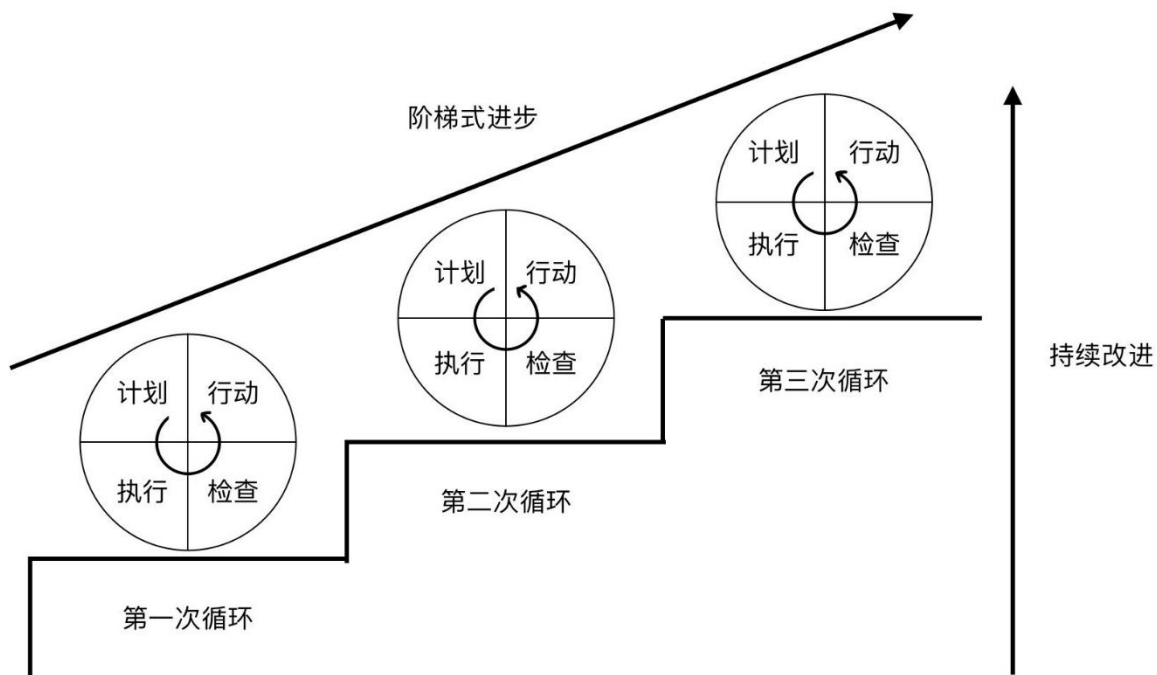 阶梯式进步
计划 行动
执行 检查
第三次循环
计划 行动
执行 检查
第二次循环
计划 行动
执行 检查
第一次循环
持续改进